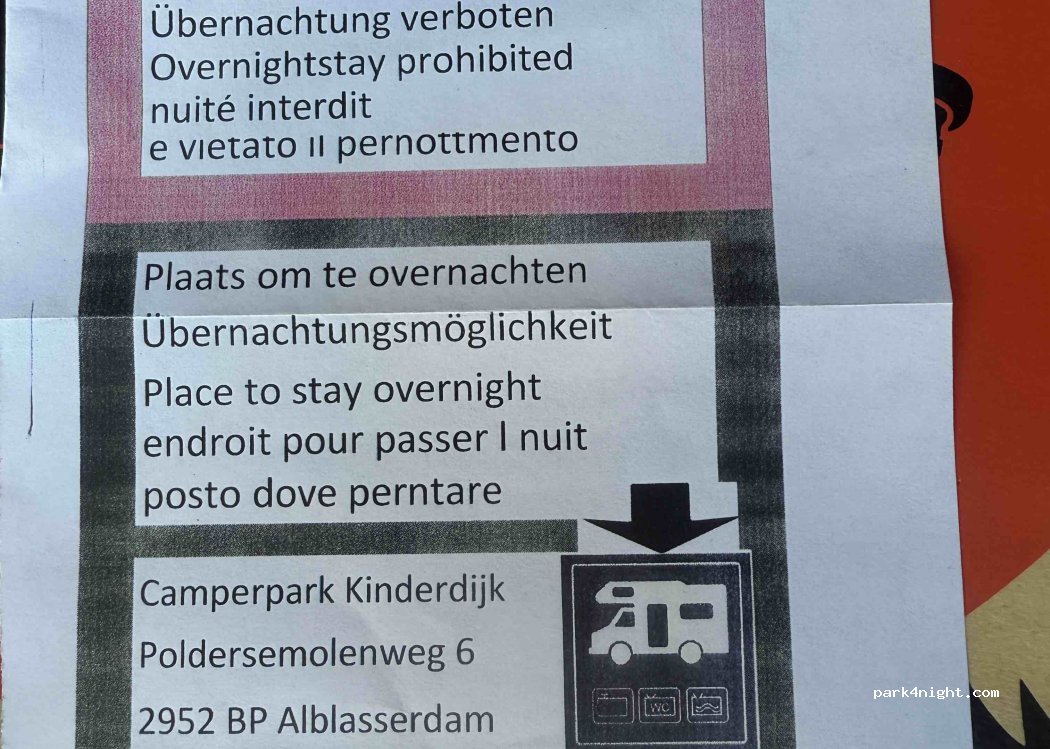 Übernachtung verboten
Overnightstay prohibited
nuité interdit
e vietato il pernottmento
Plaats om te overnachten
Übernachtungsmöglichkeit
Place to stay overnight
endroit pour passer l nuit
posto dove perntare
Camperpark Kinderdijk
Poldersemolenweg 6
2952 BP Alblasserdam
WC
park4night.com